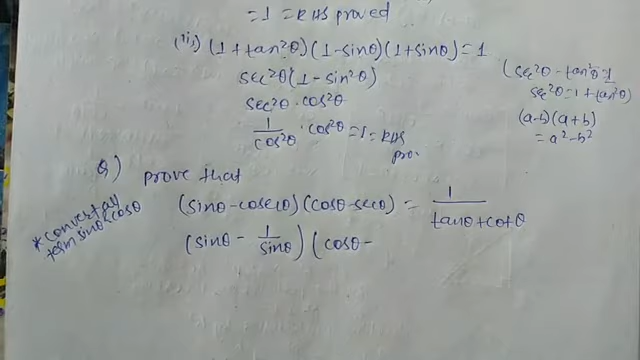 = 1 = RHS proved
(iii) (1 + tan²θ) (1 - sinθ) (1 + sinθ) = 1
sec²θ (1 - sin²θ)
sec²θ · cos²θ
1/cos²θ · cos²θ = 1 = RHS
pro.
(sec²θ - tan²θ = 1
sec²θ = 1 + tan²θ)
(a-b) (a+b)
= a² - b²
Q) prove that
* convert all
term sinθ & cosθ
(sinθ - cosecθ) (cosθ - secθ) = 1/tanθ + cotθ
(sinθ - 1/sinθ) (cosθ -